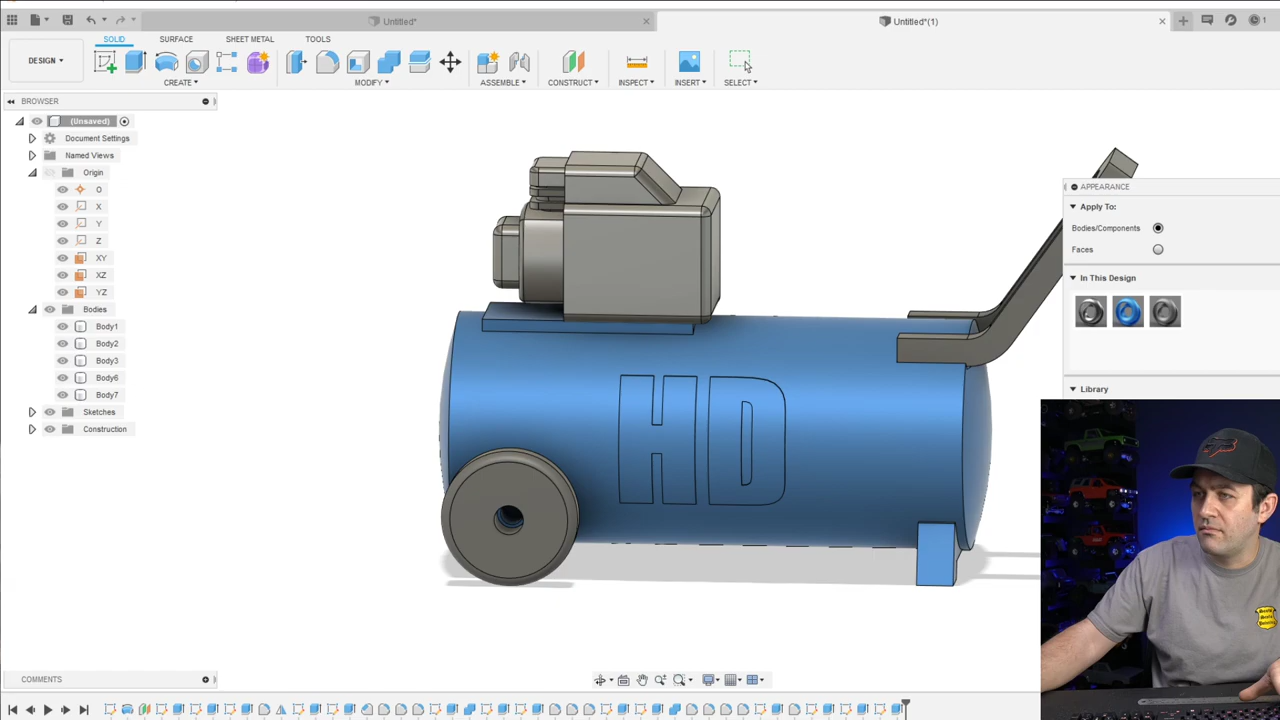 Untitled*
Untitled*(1)
1
DESIGN
SOLID
SURFACE
SHEET METAL
TOOLS
CREATE
MODIFY
ASSEMBLE
CONSTRUCT
INSPECT
INSERT
SELECT
BROWSER
(Unsaved)
Document Settings
Named Views
Origin
O
X
Y
Z
XY
XZ
YZ
Bodies
Body1
Body2
Body3
Body6
Body7
Sketches
Construction
HD
APPEARANCE
Apply To:
Bodies/Components
Faces
In This Design
Library
COMMENTS